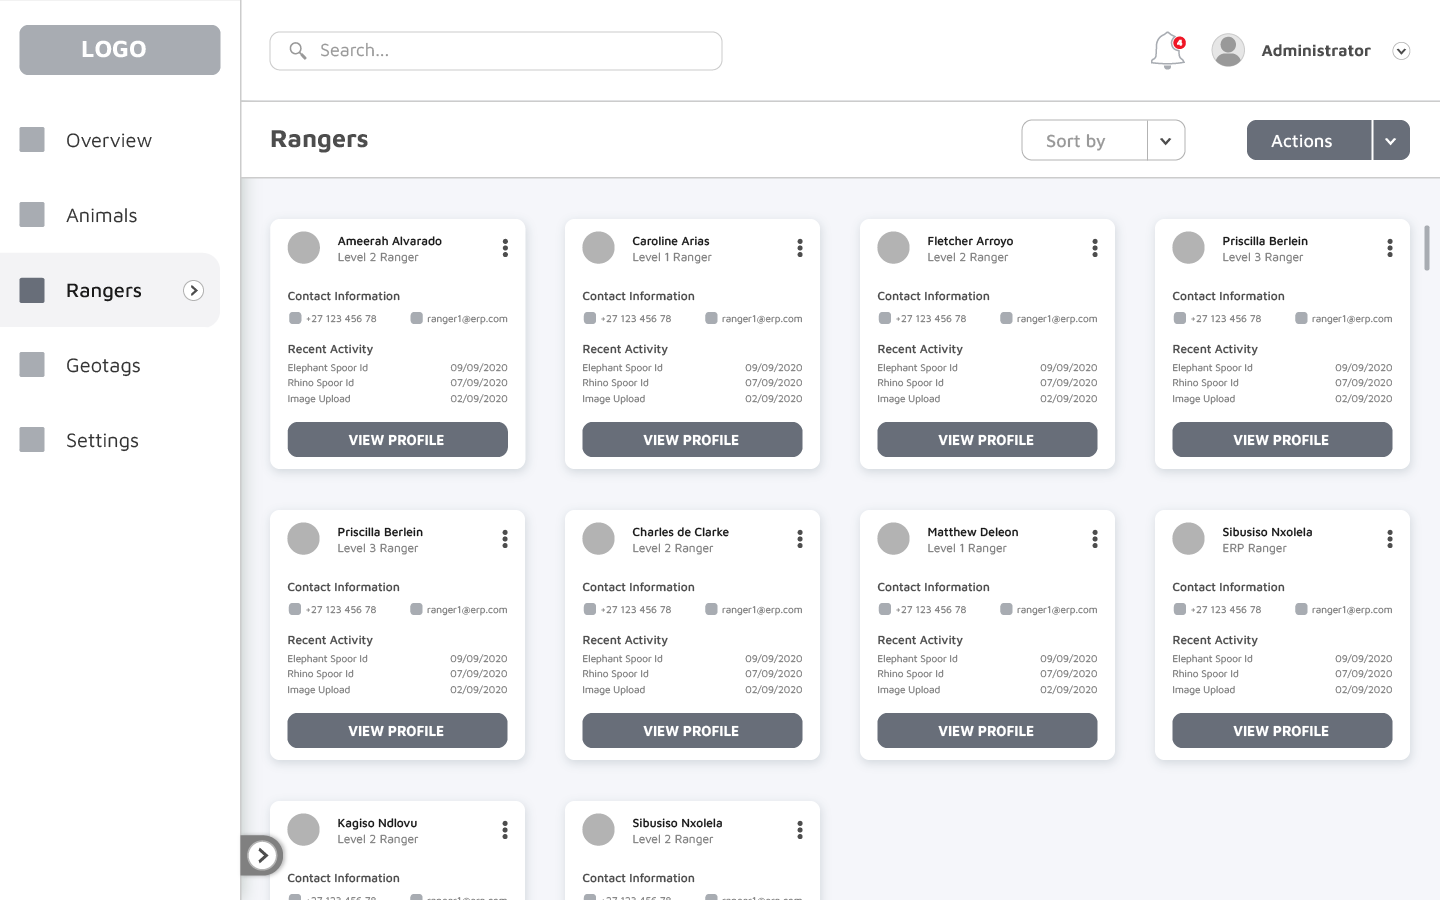 LOGO
Overview
Animals
Rangers
Geotags
Settings
Search...
4
Administrator
Rangers
Sort by
Actions
Ameerah Alvarado
Level 2 Ranger
Contact Information
+27 123 456 78 ranger1@erp.com
Recent Activity
Elephant Spoor Id 09/09/2020
Rhino Spoor Id 07/09/2020
Image Upload 02/09/2020
VIEW PROFILE
Caroline Arias
Level 1 Ranger
Contact Information
+27 123 456 78 ranger1@erp.com
Recent Activity
Elephant Spoor Id 09/09/2020
Rhino Spoor Id 07/09/2020
Image Upload 02/09/2020
VIEW PROFILE
Fletcher Arroyo
Level 2 Ranger
Contact Information
+27 123 456 78 ranger1@erp.com
Recent Activity
Elephant Spoor Id 09/09/2020
Rhino Spoor Id 07/09/2020
Image Upload 02/09/2020
VIEW PROFILE
Priscilla Berlein
Level 3 Ranger
Contact Information
+27 123 456 78 ranger1@erp.com
Recent Activity
Elephant Spoor Id 09/09/2020
Rhino Spoor Id 07/09/2020
Image Upload 02/09/2020
VIEW PROFILE
Priscilla Berlein
Level 3 Ranger
Contact Information
+27 123 456 78 ranger1@erp.com
Recent Activity
Elephant Spoor Id 09/09/2020
Rhino Spoor Id 07/09/2020
Image Upload 02/09/2020
VIEW PROFILE
Charles de Clarke
Level 2 Ranger
Contact Information
+27 123 456 78 ranger1@erp.com
Recent Activity
Elephant Spoor Id 09/09/2020
Rhino Spoor Id 07/09/2020
Image Upload 02/09/2020
VIEW PROFILE
Matthew Deleon
Level 1 Ranger
Contact Information
+27 123 456 78 ranger1@erp.com
Recent Activity
Elephant Spoor Id 09/09/2020
Rhino Spoor Id 07/09/2020
Image Upload 02/09/2020
VIEW PROFILE
Sibusiso Nxolela
ERP Ranger
Contact Information
+27 123 456 78 ranger1@erp.com
Recent Activity
Elephant Spoor Id 09/09/2020
Rhino Spoor Id 07/09/2020
Image Upload 02/09/2020
VIEW PROFILE
Kagiso Ndlovu
Level 2 Ranger
Contact Information
Sibusiso Nxolela
Level 2 Ranger
Contact Information